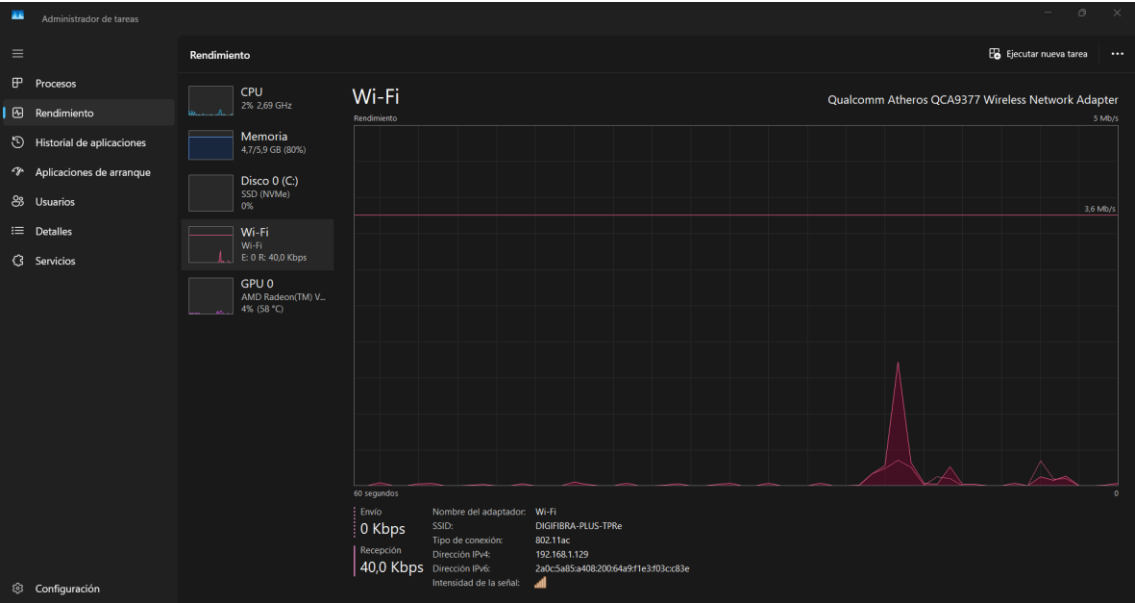 Administrador de tareas
Rendimiento
Ejecutar nueva tarea
Procesos
Rendimiento
Historial de aplicaciones
Aplicaciones de arranque
Usuarios
Detalles
Servicios
Configuración
CPU
2% 2,69 GHz
Memoria
4,7/5,9 GB (80%)
Disco 0 (C:)
SSD (NVMe)
0%
Wi-Fi
Wi-Fi
E: 0 R: 40,0 Kbps
GPU 0
AMD Radeon(TM) V...
4% (58 °C)
Wi-Fi
Qualcomm Atheros QCA9377 Wireless Network Adapter
Rendimiento
5 Mb/s
3,6 Mb/s
60 segundos
0
Envío
0 Kbps
Recepción
40,0 Kbps
Nombre del adaptador: Wi-Fi
SSID: DIGIFIBRA-PLUS-TPRe
Tipo de conexión: 802.11ac
Dirección IPv4: 192.168.1.129
Dirección IPv6: 2a0c:5a85:a408:200:64a9:f1e3:f03c:c83e
Intensidad de la señal: